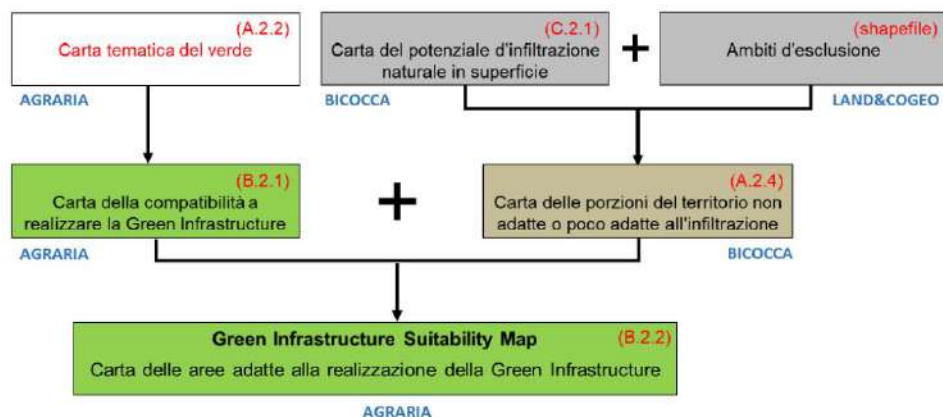 (A.2.2)
Carta tematica del verde
AGRARIA
(C.2.1)
Carta del potenziale d'infiltrazione
naturale in superficie
BICOCCA
+
(shapefile)
Ambiti d'esclusione
LAND&COGEO
(B.2.1)
Carta della compatibilità a
realizzare la Green Infrastructure
AGRARIA
+
(A.2.4)
Carta delle porzioni del territorio non
adatte o poco adatte all'infiltrazione
BICOCCA
Green Infrastructure Suitability Map (B.2.2)
Carta delle aree adatte alla realizzazione della Green Infrastructure
AGRARIA